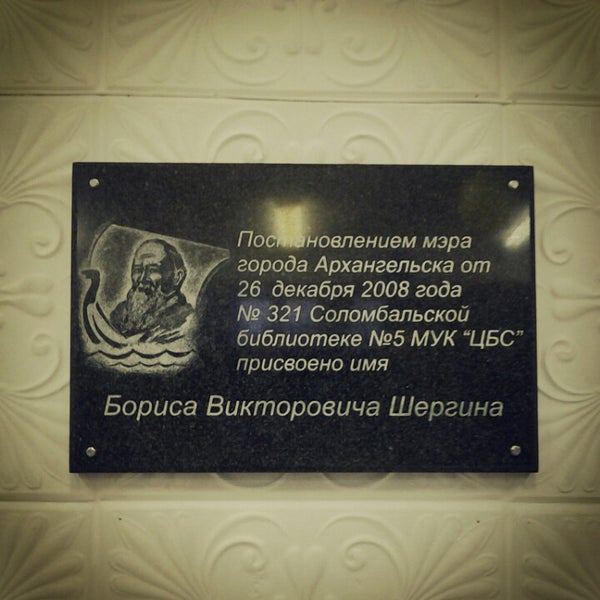 Постановлением мэра
города Архангельска от
26 декабря 2008 года
№ 321 Соломбальской
библиотеке №5 МУК “ЦБС”
присвоено имя
Бориса Викторовича Шергина